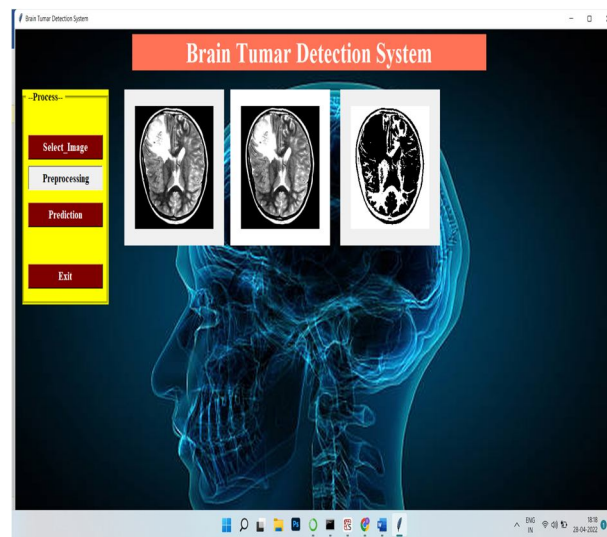 Brain Tumar Detection System
Brain Tumar Detection System
--Process--
Select_Image
Preprocessing
Prediction
Exit
ENG
IN
18:18
28-04-2022